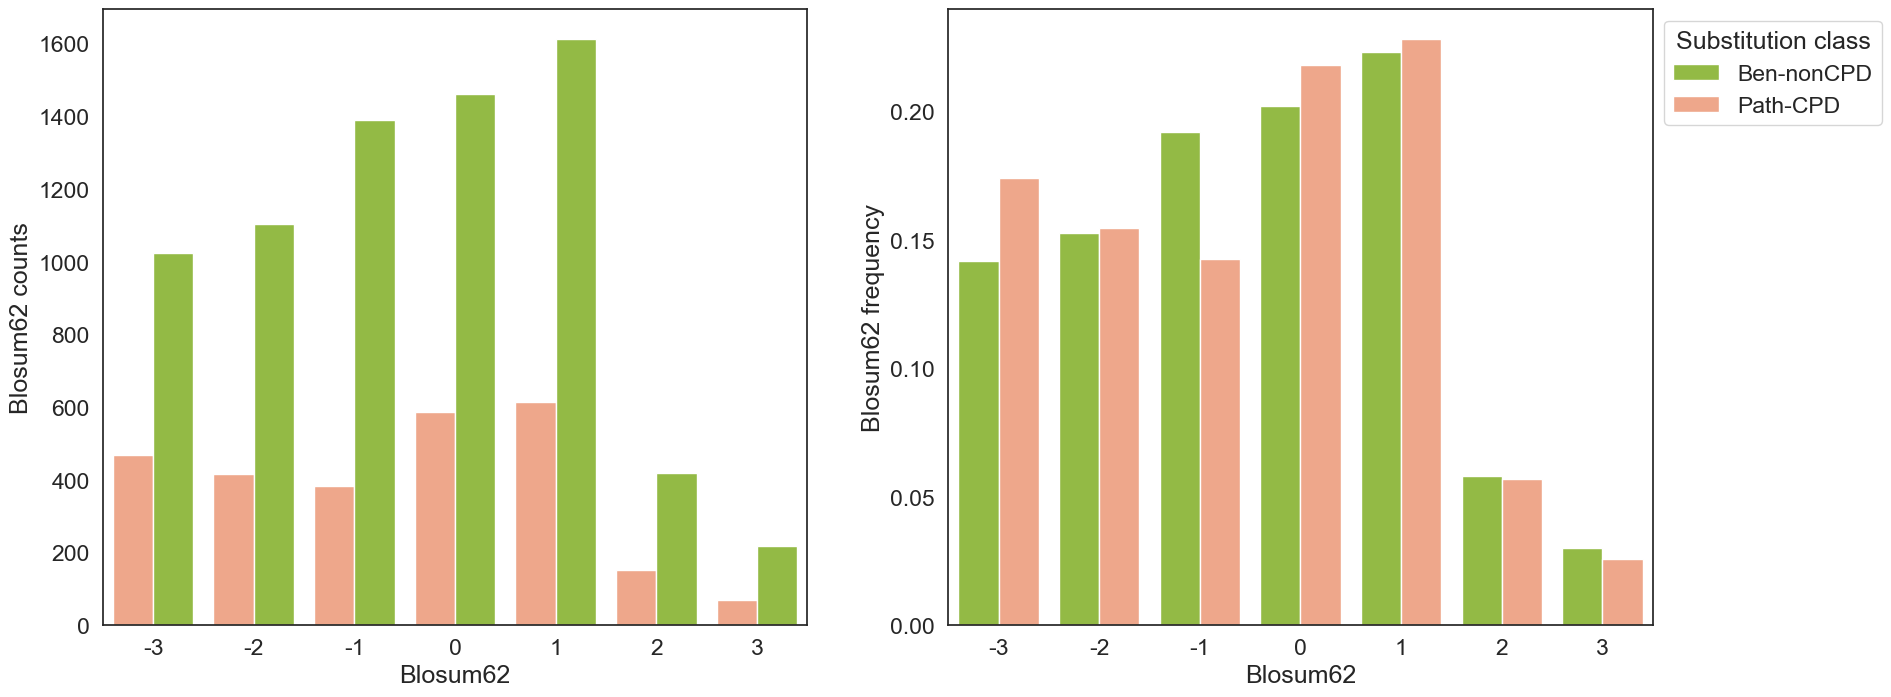 Blosum62 counts
1600
1400
1200
1000
800
600
400
200
0
-3 -2 -1 0 1 2 3
Blosum62
Blosum62 frequency
0.20
0.15
0.10
0.05
0.00
-3 -2 -1 0 1 2 3
Blosum62
Substitution class
Ben-nonCPD
Path-CPD